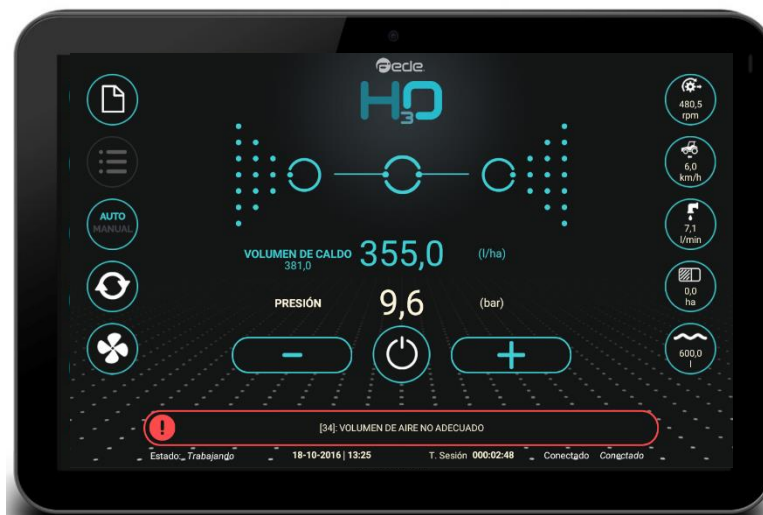 Fede
H3O
480,5
rpm
6,0
km/h
AUTO
MANUAL
7,1
l/min
VOLUMEN DE CALDO 355,0 (l/ha)
381,0
0,0
ha
PRESIÓN 9,6 (bar)
600,0
l
[34]: VOLUMEN DE AIRE NO ADECUADO
Estado: Trabajando 18-10-2016 | 13:25 T. Sesión 000:02:48 Conectado Conectado